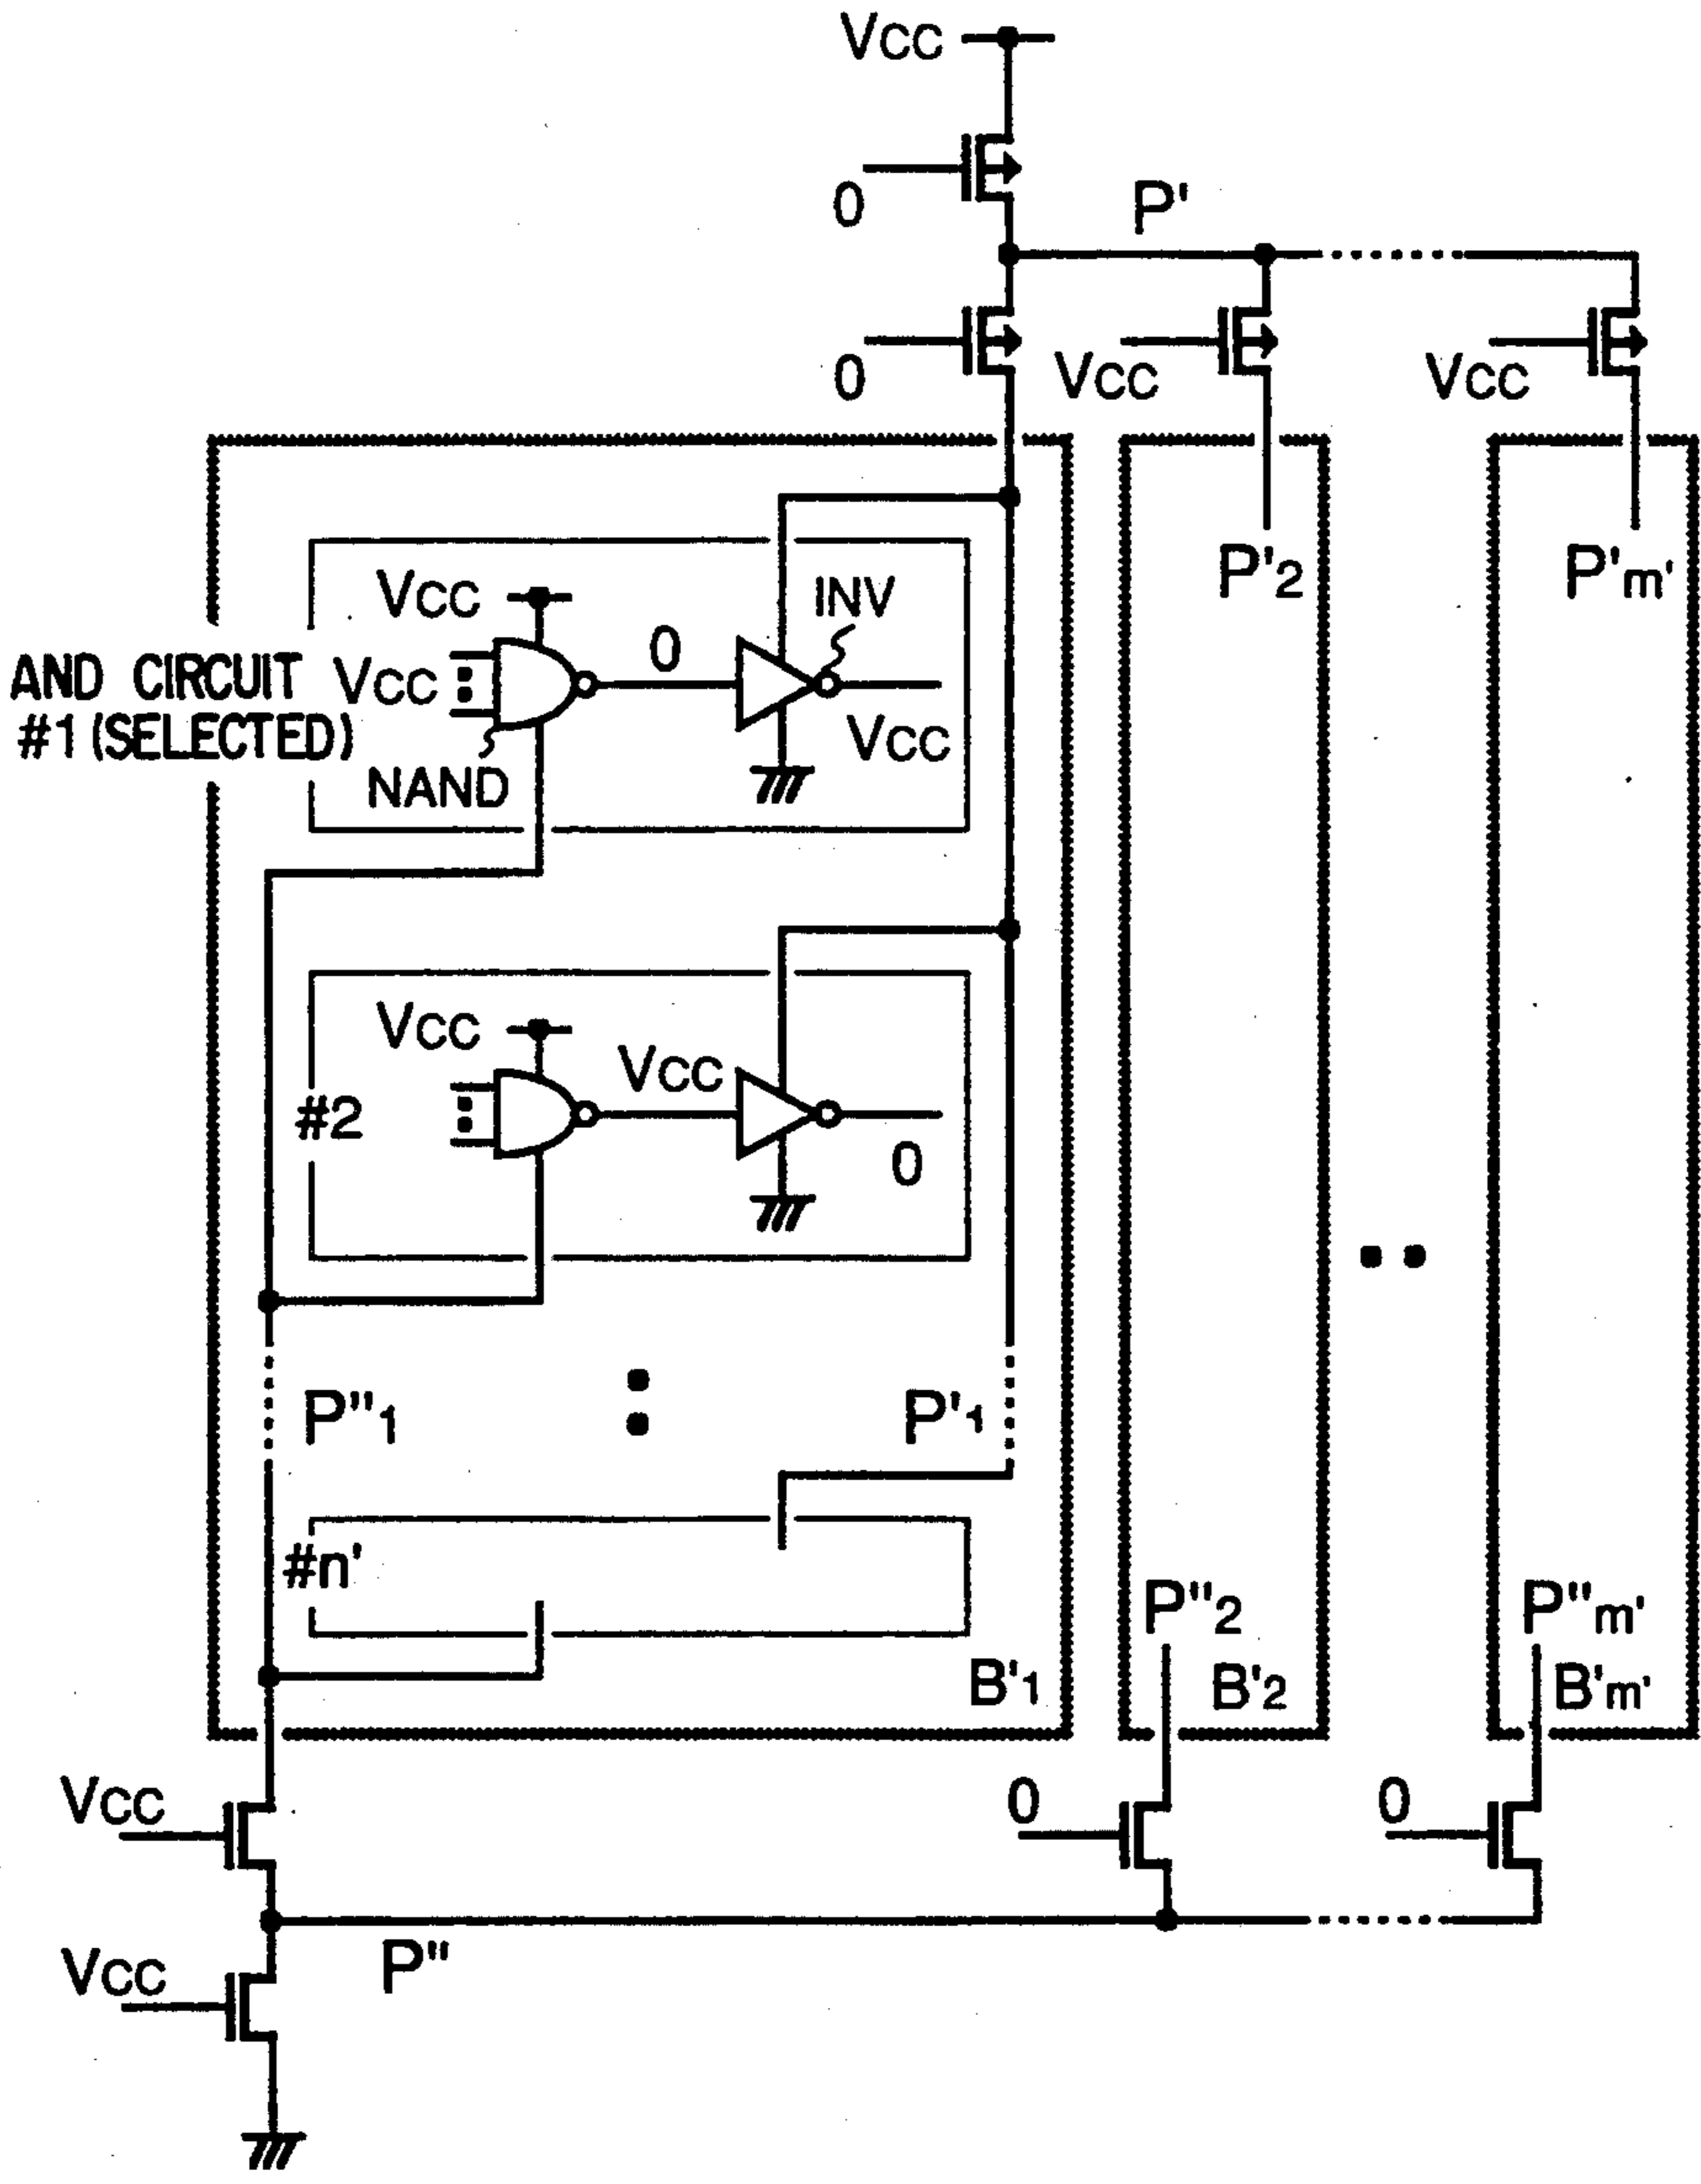 VCC
0
P'
0
VCC
VCC
P'2
P'm'
VCC
INV
0
AND CIRCUIT
#1 (SELECTED)
VCC
VCC
NAND
VCC
VCC
#2
0
P''1
P'1
#n'
P''2
P''m'
B'1
B'2
B'm'
VCC
0
0
P''
VCC